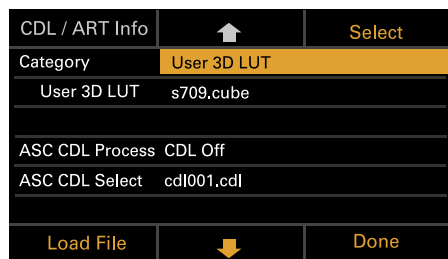 CDL / ART Info Select
Category User 3D LUT
User 3D LUT s709.cube
ASC CDL Process CDL Off
ASC CDL Select cdl001.cdl
Load File Done